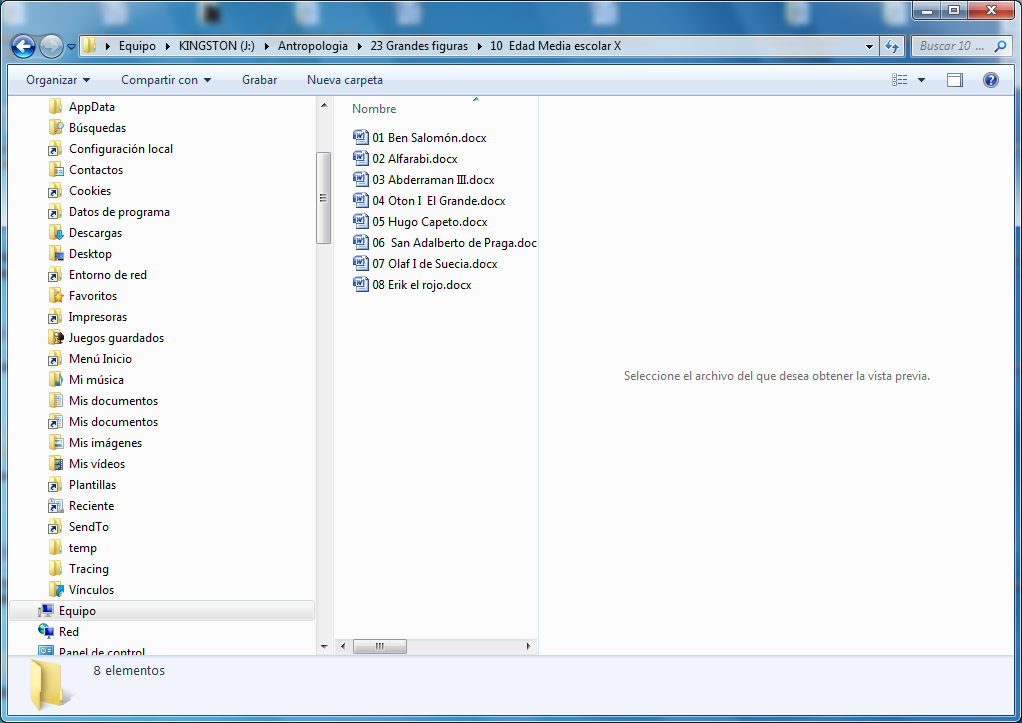 Equipo ▸ KINGSTON (J:) ▸ Antropologia ▸ 23 Grandes figuras ▸ 10 Edad Media escolar X
Buscar 10 ...
Organizar Compartir con Grabar Nueva carpeta
AppData
Búsquedas
Configuración local
Contactos
Cookies
Datos de programa
Descargas
Desktop
Entorno de red
Favoritos
Impresoras
Juegos guardados
Menú Inicio
Mi música
Mis documentos
Mis documentos
Mis imágenes
Mis vídeos
Plantillas
Reciente
SendTo
temp
Tracing
Vínculos
Equipo
Red
Panel de control
Nombre
01 Ben Salomón.docx
02 Alfarabi.docx
03 Abderraman III.docx
04 Oton I  El Grande.docx
05 Hugo Capeto.docx
06  San Adalberto de Praga.doc
07 Olaf I de Suecia.docx
08 Erik el rojo.docx
Seleccione el archivo del que desea obtener la vista previa.
8 elementos